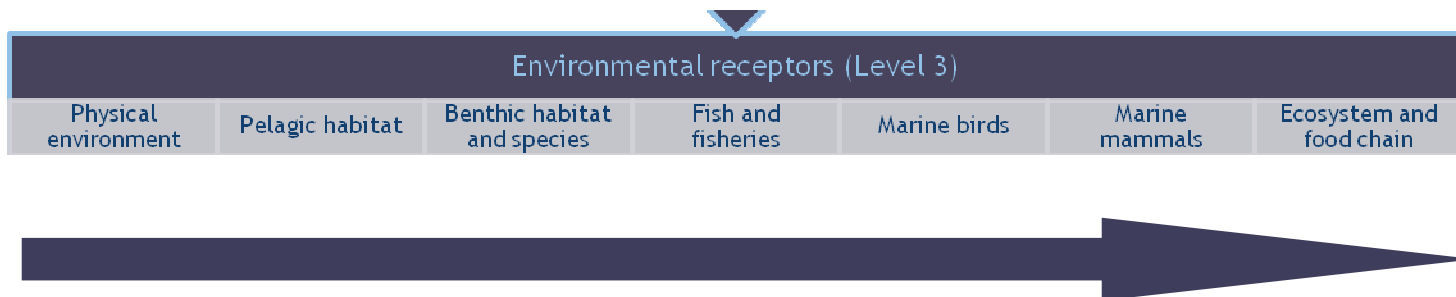 Environmental receptors (Level 3)
Physical
environment
Pelagic habitat
Benthic habitat
and species
Fish and
fisheries
Marine birds
Marine
mammals
Ecosystem and
food chain